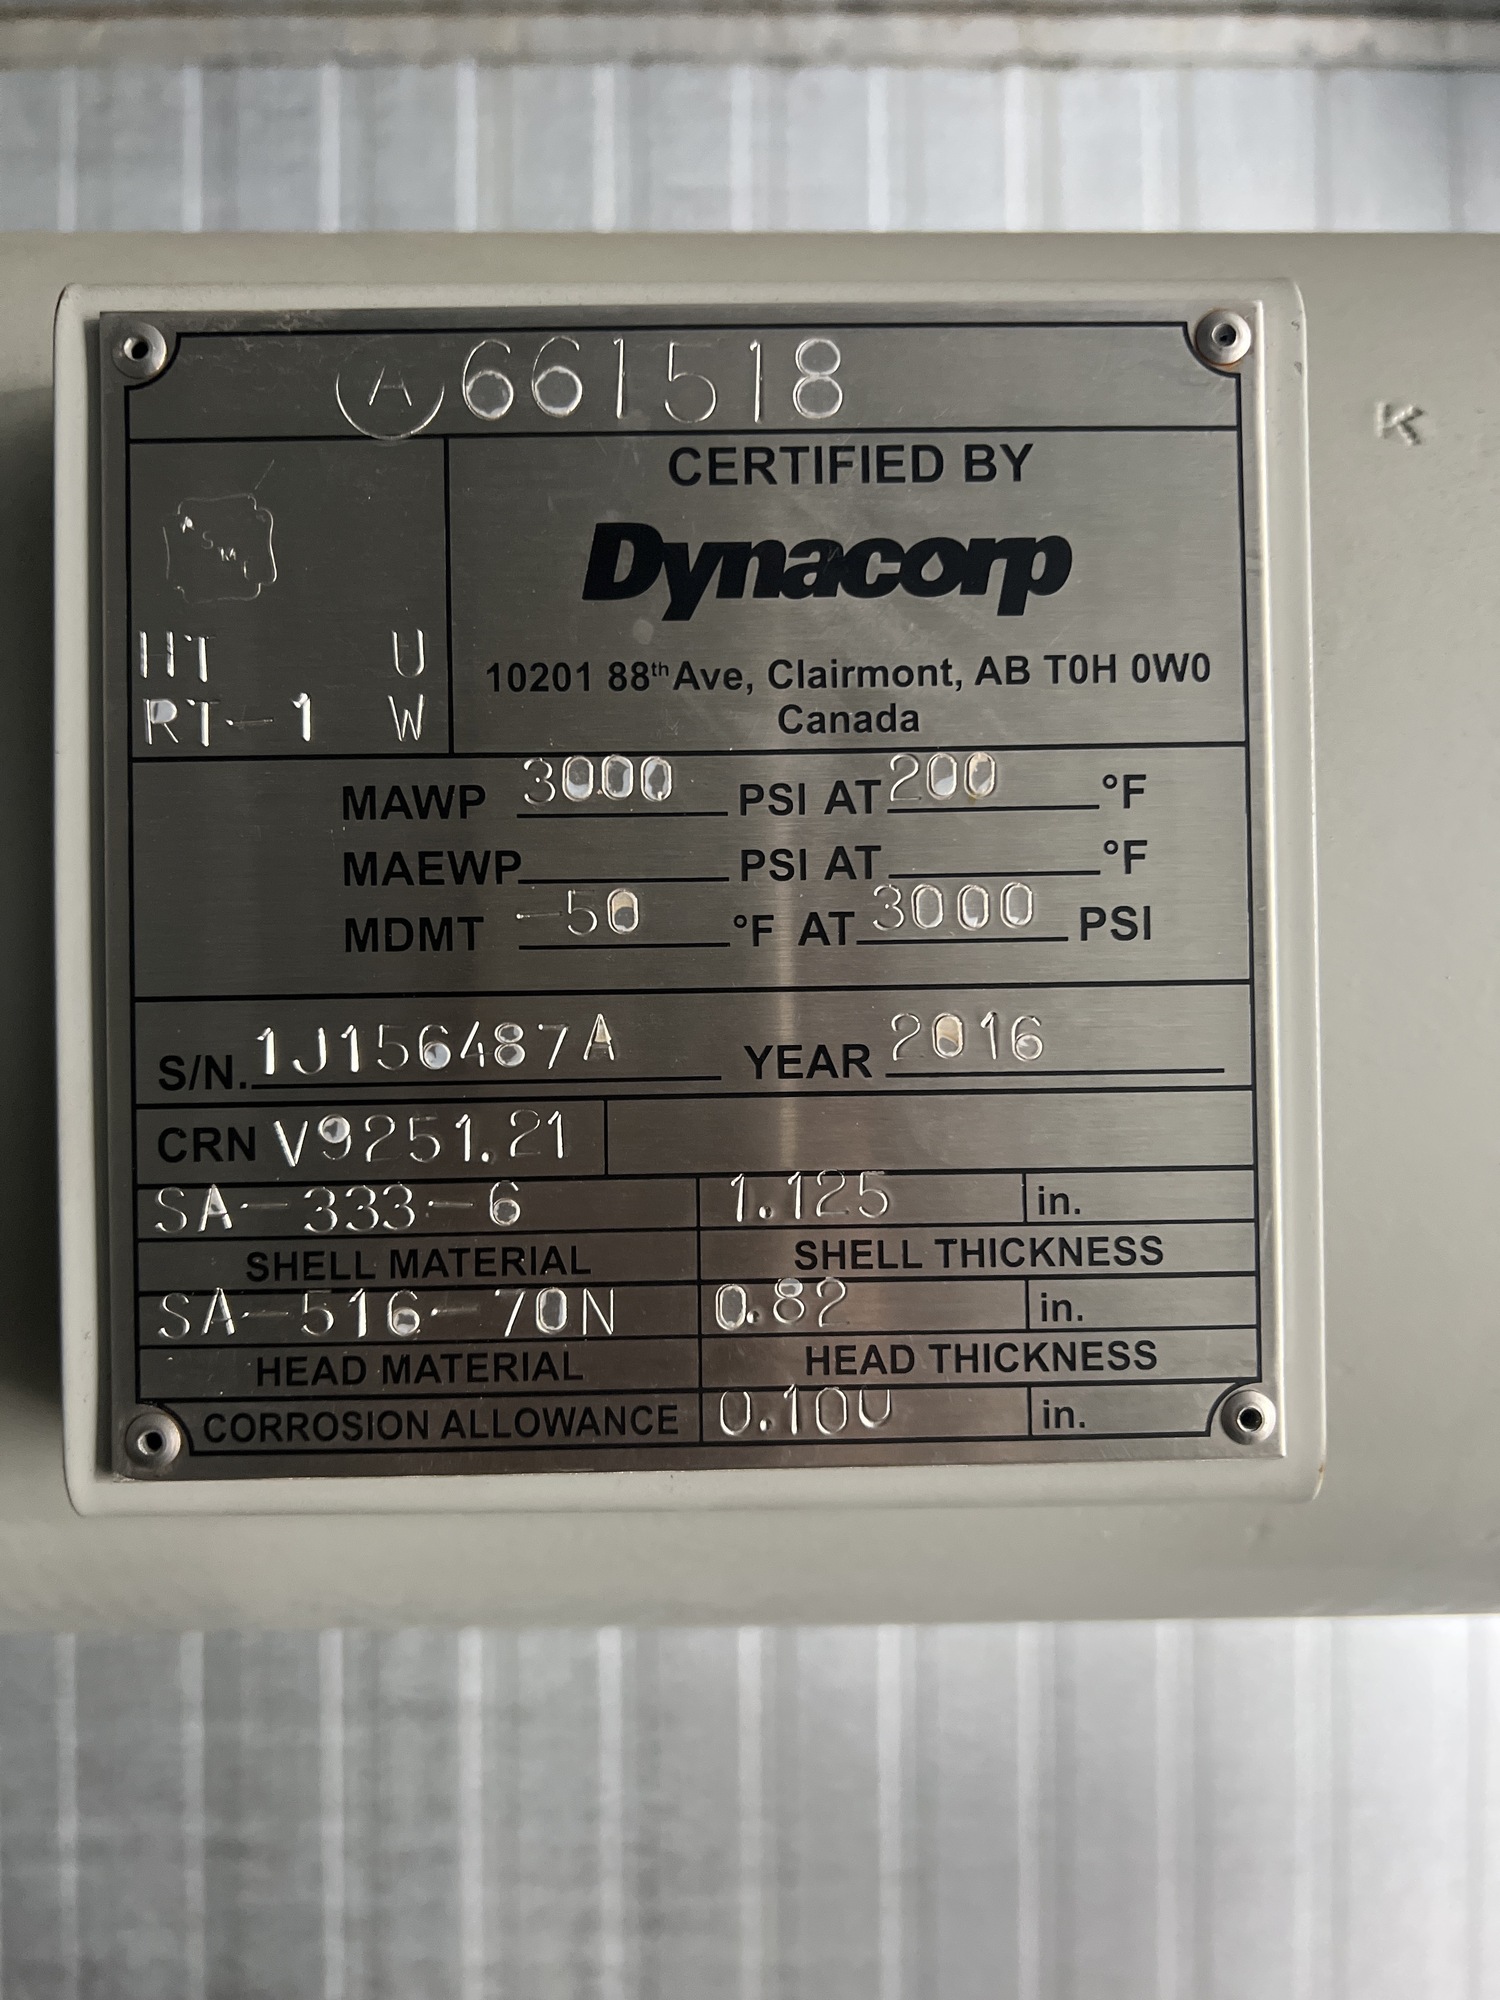 A 661518
CERTIFIED BY
Dynacorp
10201 88th Ave, Clairmont, AB T0H 0W0
Canada
ASME
HT U
RT-1 W
MAWP 3000 PSI AT 200 °F
MAEWP PSI AT °F
MDMT -50 °F AT 3000 PSI
S/N. 1J156487A YEAR 2016
CRN V9251.21
SA-333-6 1.125 in.
SHELL MATERIAL SHELL THICKNESS
SA-516-70N 0.82 in.
HEAD MATERIAL HEAD THICKNESS
CORROSION ALLOWANCE 0.100 in.
K